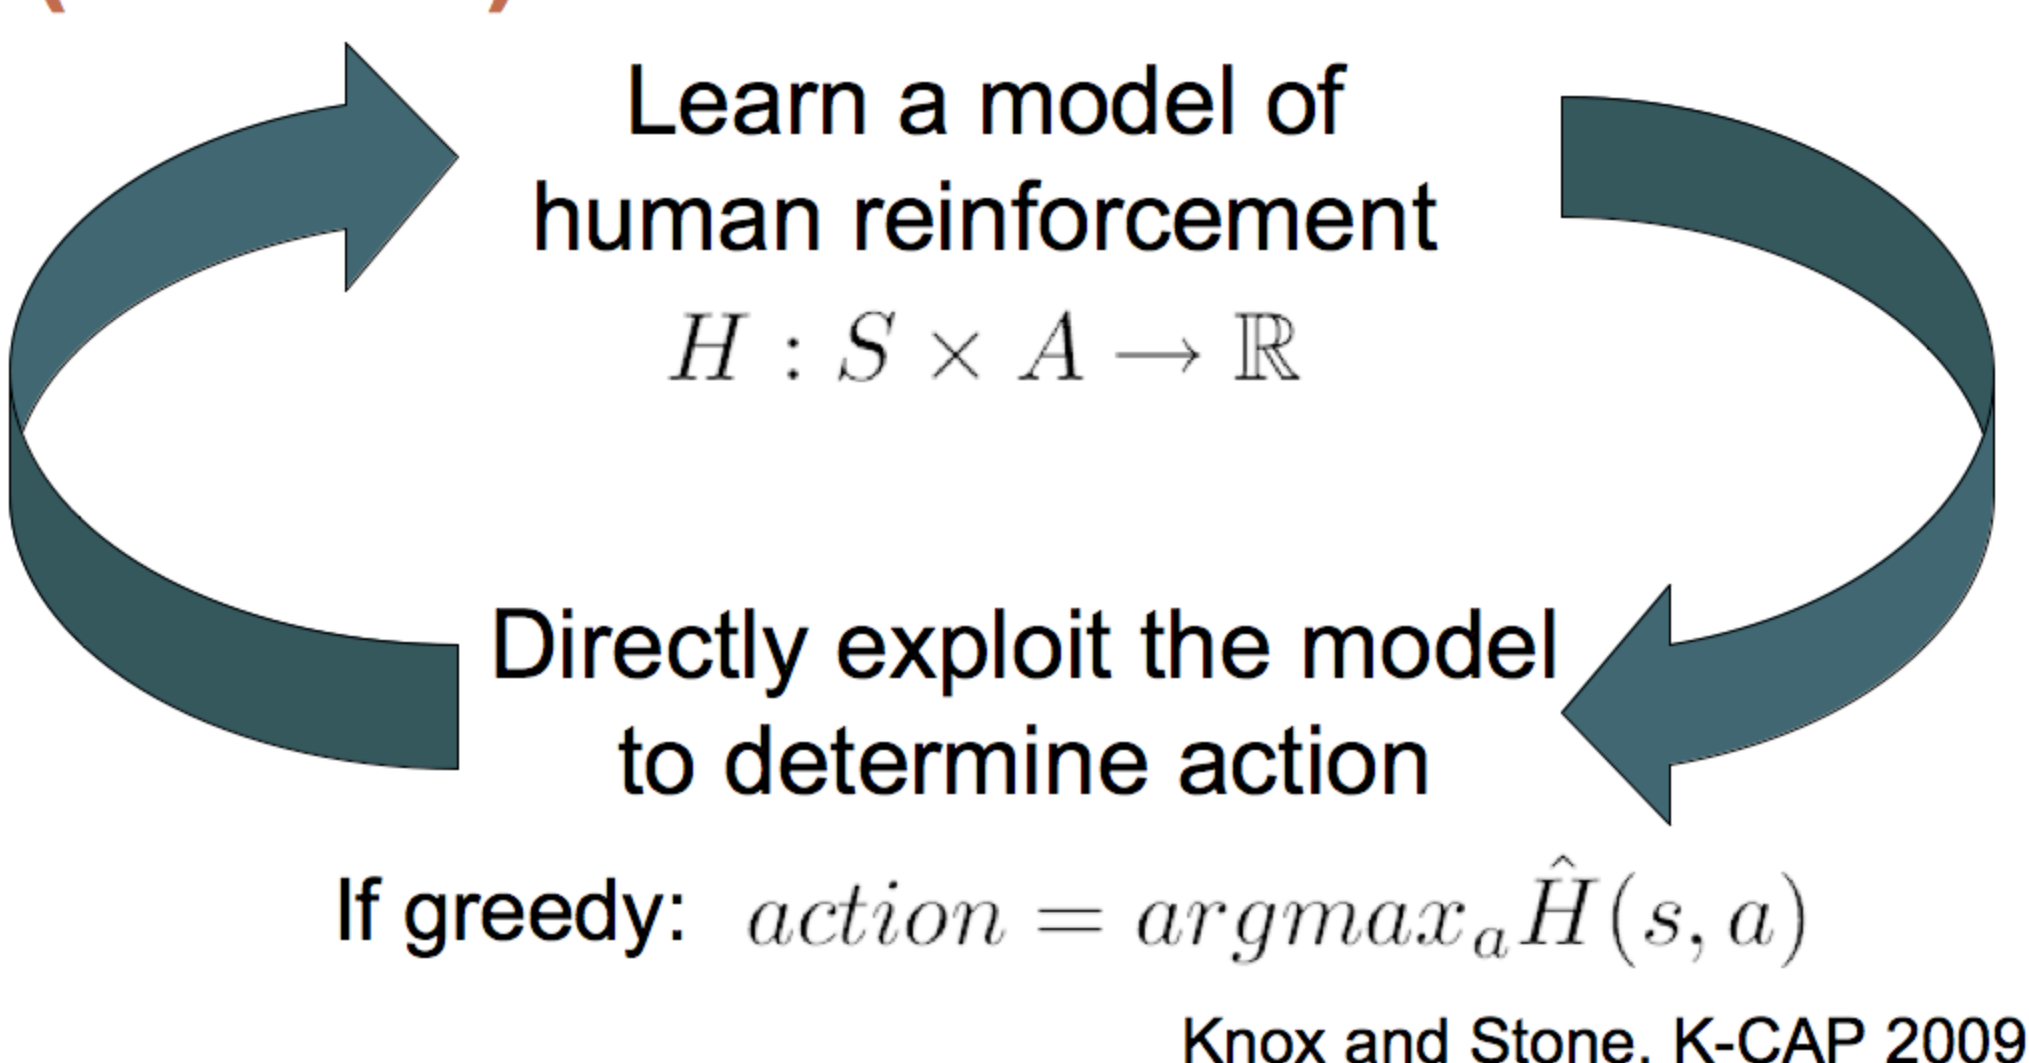 Learn a model of
human reinforcement
H : S × A → ℝ
Directly exploit the model
to determine action
If greedy: action = argmaxₐĤ(s, a)
Knox and Stone, K-CAP 2009